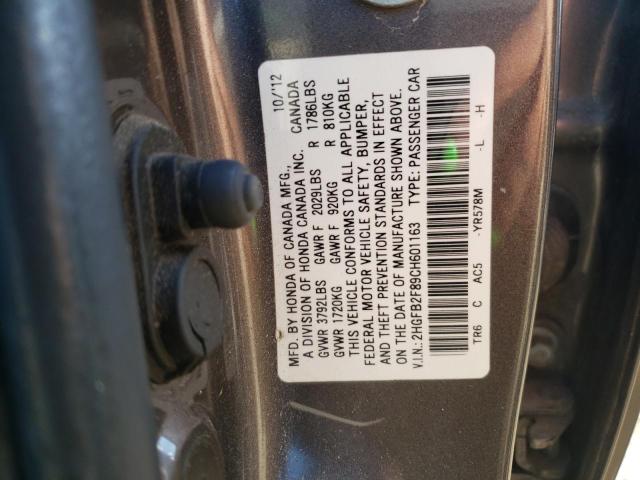 MFD. BY HONDA OF CANADA MFG., 10/'12
A DIVISION OF HONDA CANADA INC. CANADA
GVWR 3792LBS GAWR F 2029LBS R 1786LBS
GVWR 1720KG GAWR F 920KG R 810KG
THIS VEHICLE CONFORMS TO ALL APPLICABLE
FEDERAL MOTOR VEHICLE SAFETY, BUMPER,
AND THEFT PREVENTION STANDARDS IN EFFECT
ON THE DATE OF MANUFACTURE SHOWN ABOVE.
V.I.N.: 2HGFB2F89CH601163 TYPE: PASSENGER CAR
TR6 C AC5 -YR578M -L -H